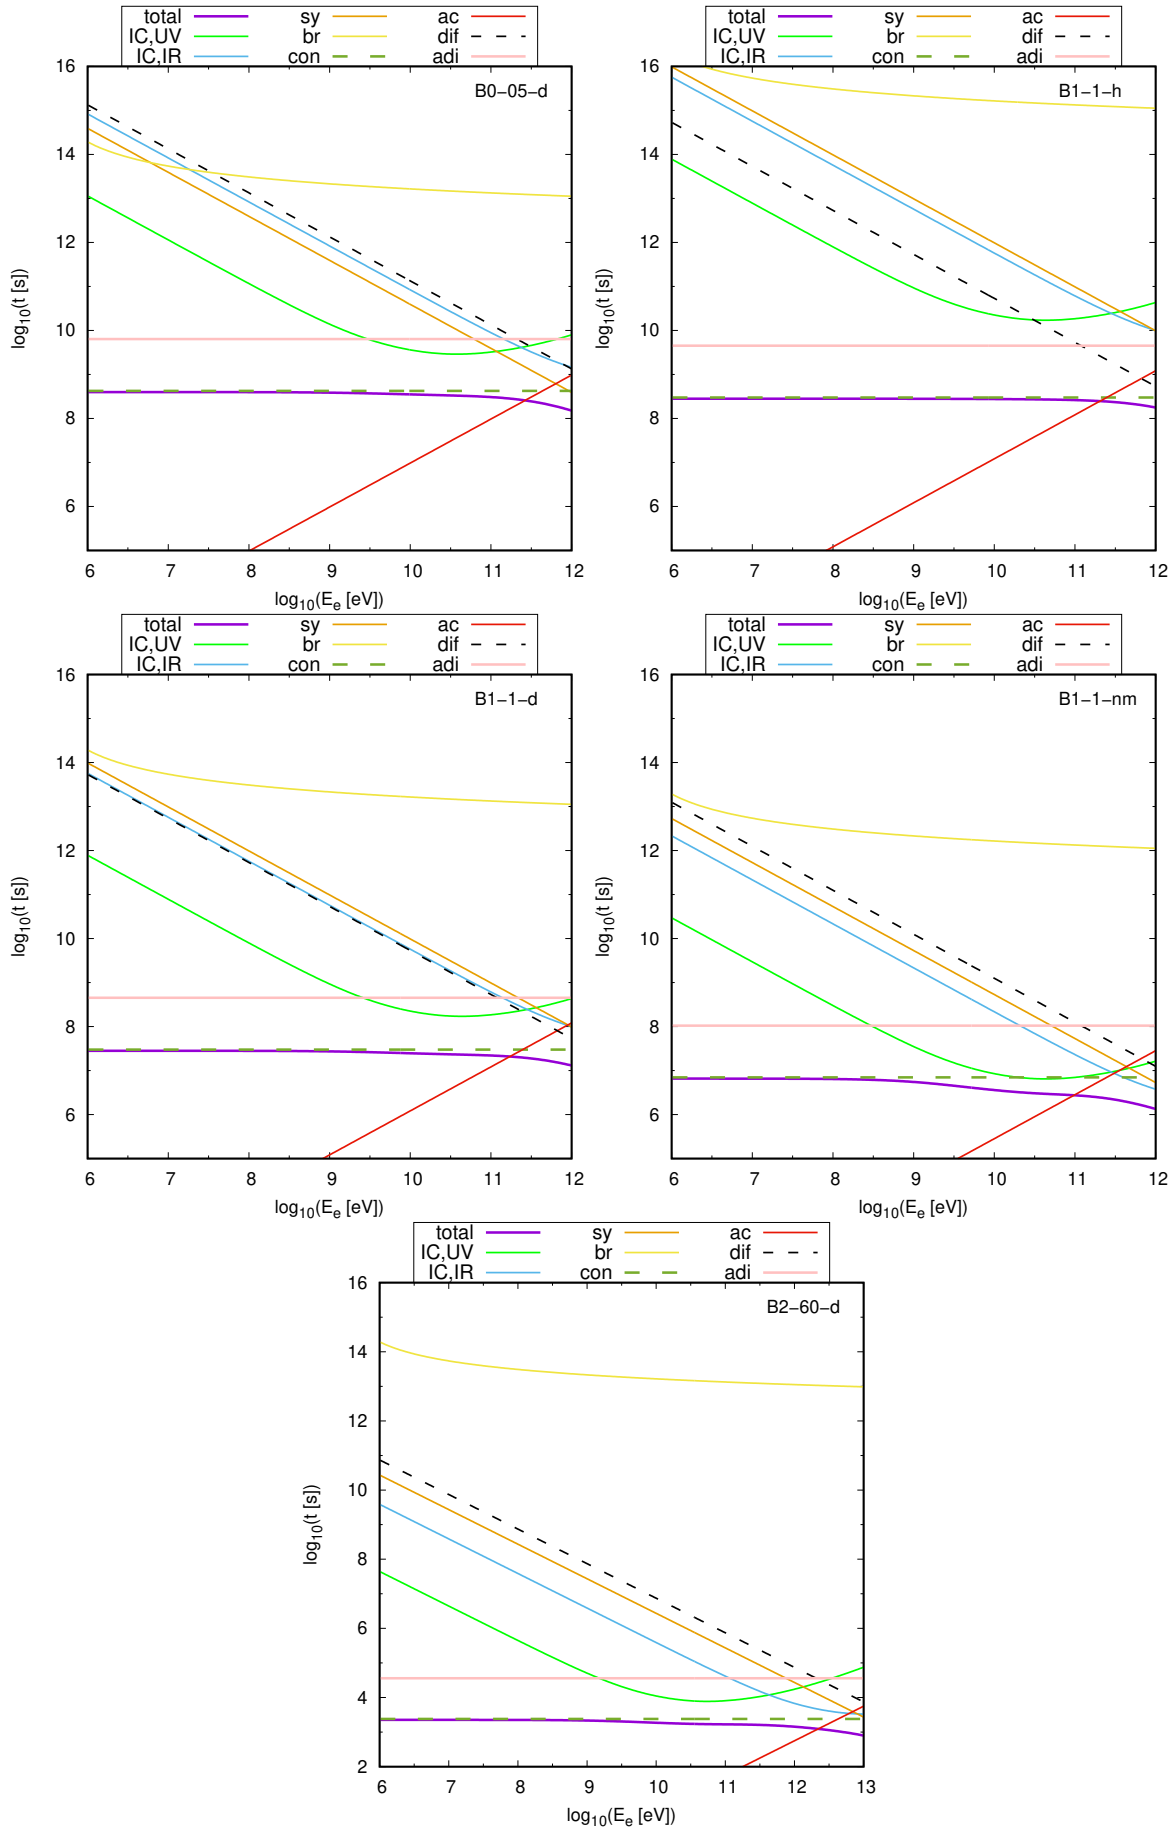 total sy ac
IC,UV br dif
IC,IR con adi
B0−05−d
log10(t [s])
16
14
12
10
8
6
6 7 8 9 10 11 12
log10(Ee [eV])
total sy ac
IC,UV br dif
IC,IR con adi
B1−1−h
log10(t [s])
16
14
12
10
8
6
6 7 8 9 10 11 12
log10(Ee [eV])
total sy ac
IC,UV br dif
IC,IR con adi
B1−1−d
log10(t [s])
16
14
12
10
8
6
6 7 8 9 10 11 12
log10(Ee [eV])
total sy ac
IC,UV br dif
IC,IR con adi
B1−1−nm
log10(t [s])
16
14
12
10
8
6
6 7 8 9 10 11 12
log10(Ee [eV])
total sy ac
IC,UV br dif
IC,IR con adi
B2−60−d
log10(t [s])
16
14
12
10
8
6
4
2
6 7 8 9 10 11 12 13
log10(Ee [eV])